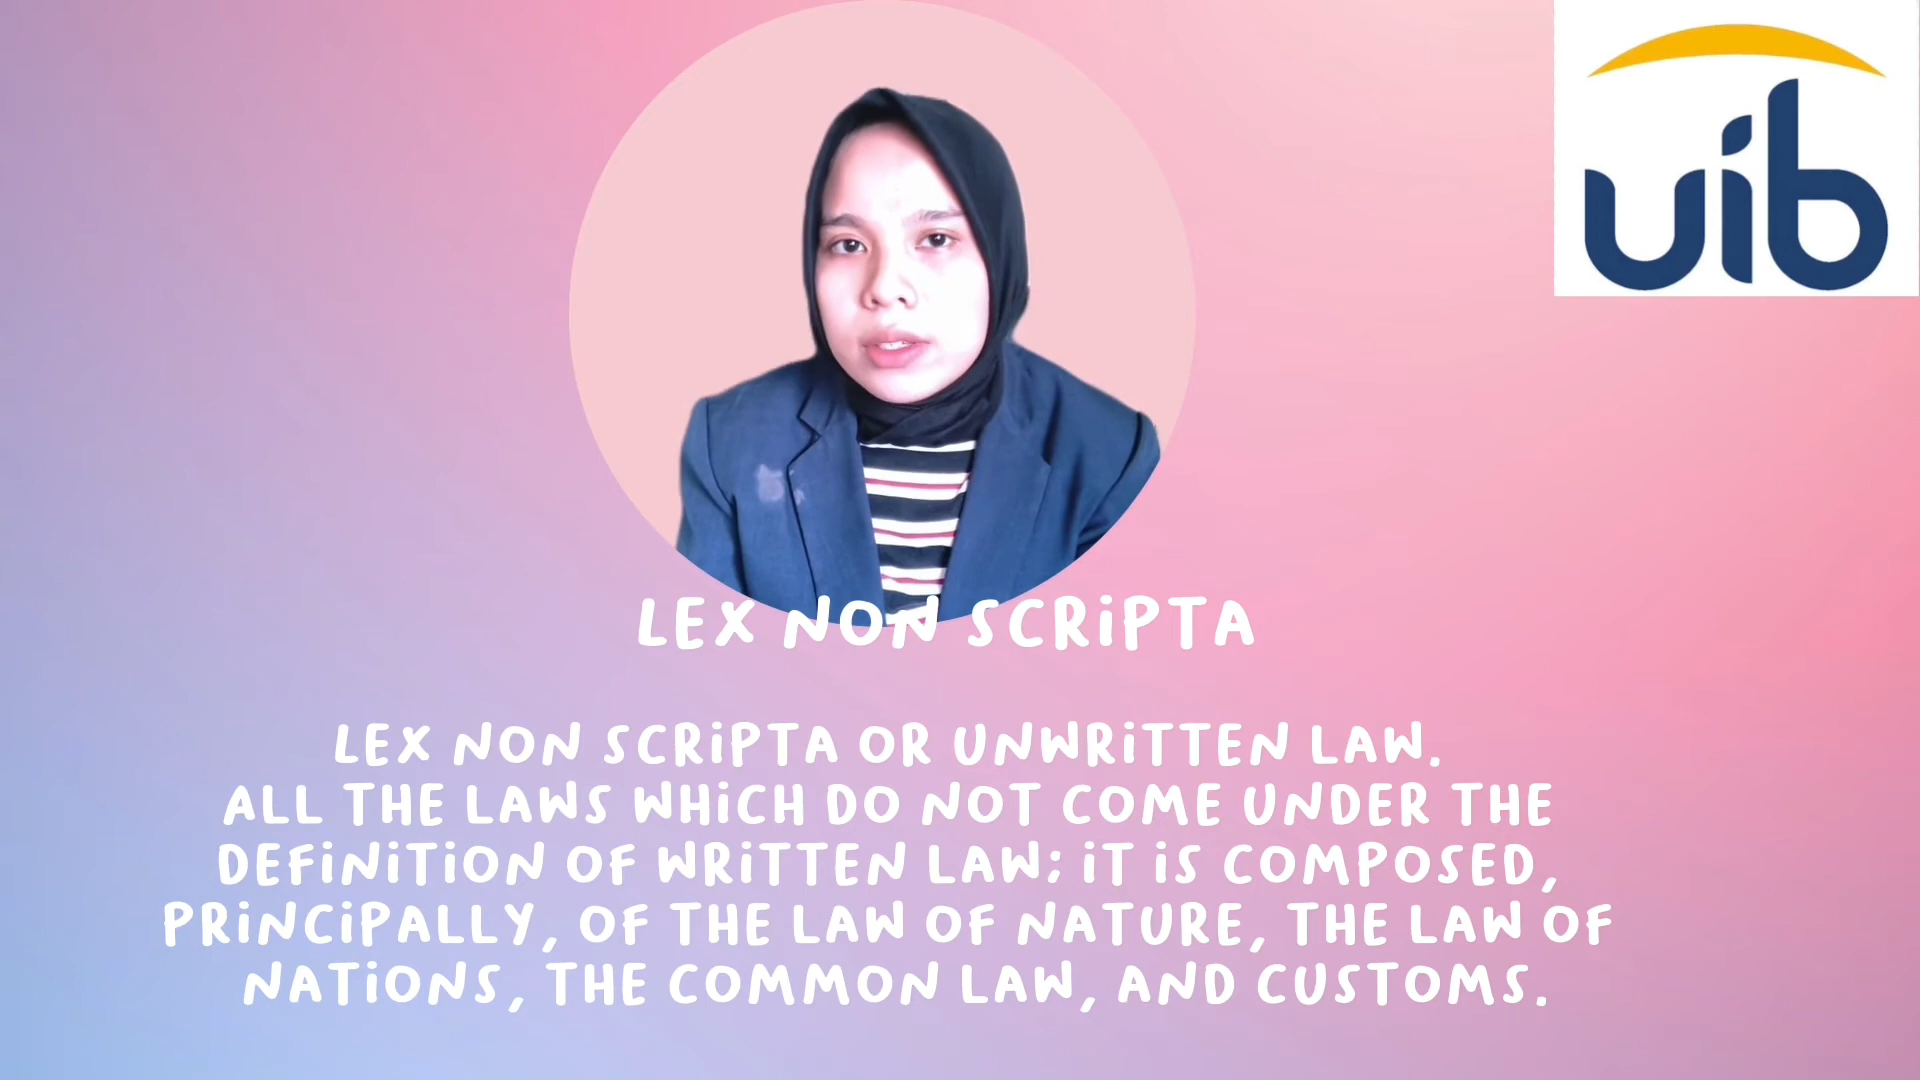 uib
LEX NON SCRIPTA
LEX NON SCRIPTA OR UNWRITTEN LAW.
ALL THE LAWS WHICH DO NOT COME UNDER THE
DEFINITION OF WRITTEN LAW; IT IS COMPOSED,
PRINCIPALLY, OF THE LAW OF NATURE, THE LAW OF
NATIONS, THE COMMON LAW, AND CUSTOMS.